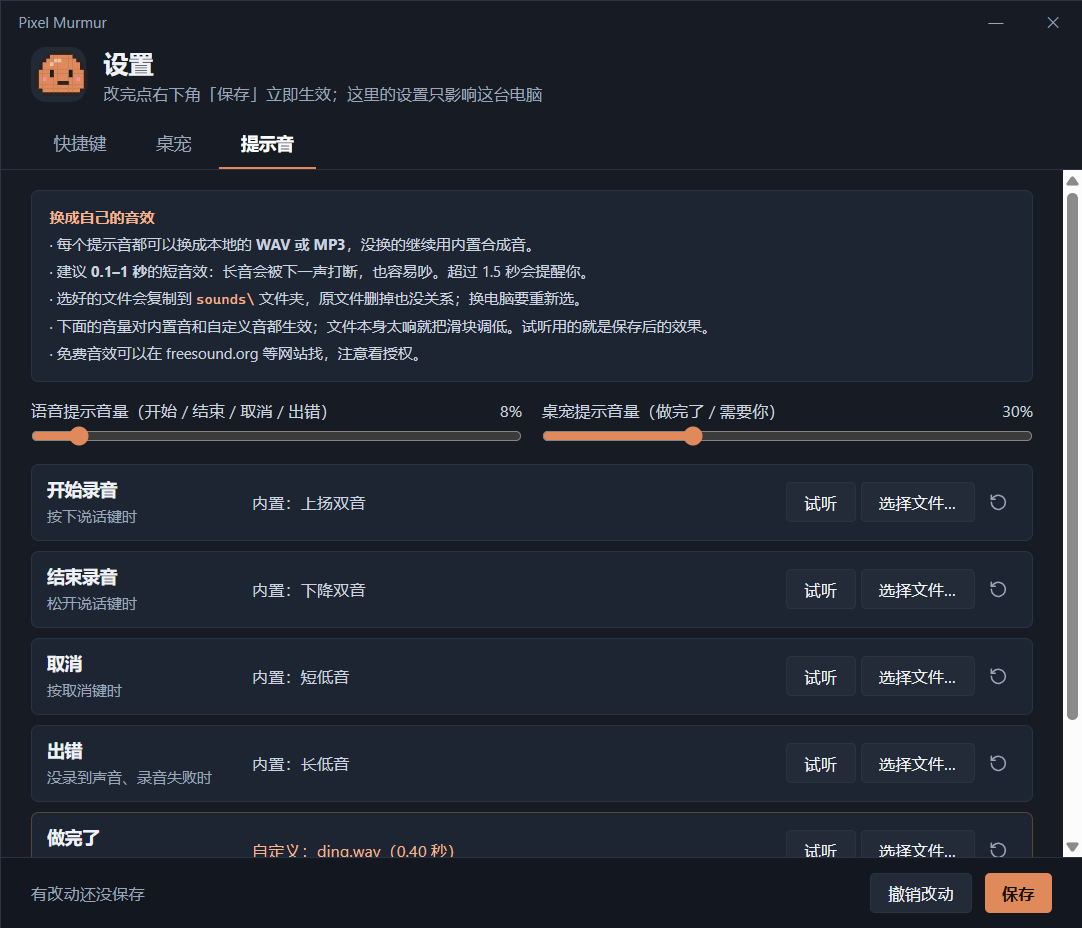 Pixel Murmur
设置
改完点右下角「保存」立即生效；这里的设置只影响这台电脑
快捷键 桌宠 提示音
换成自己的音效
· 每个提示音都可以换成本地的 WAV 或 MP3，没换的继续用内置合成音。
· 建议 0.1–1 秒的短音效：长音会被下一声打断，也容易吵。超过 1.5 秒会提醒你。
· 选好的文件会复制到 sounds\ 文件夹，原文件删掉也没关系；换电脑要重新选。
· 下面的音量对内置音和自定义音都生效；文件本身太响就把滑块调低。试听用的就是保存后的效果。
· 免费音效可以在 freesound.org 等网站找，注意看授权。
语音提示音量（开始 / 结束 / 取消 / 出错） 8% 桌宠提示音量（做完了 / 需要你） 30%
开始录音
按下说话键时
内置：上扬双音 试听 选择文件...
结束录音
松开说话键时
内置：下降双音 试听 选择文件...
取消
按取消键时
内置：短低音 试听 选择文件...
出错
没录到声音、录音失败时
内置：长低音 试听 选择文件...
做完了
自定义：ding.wav（0.40 秒） 试听 选择文件...
有改动还没保存 撤销改动 保存